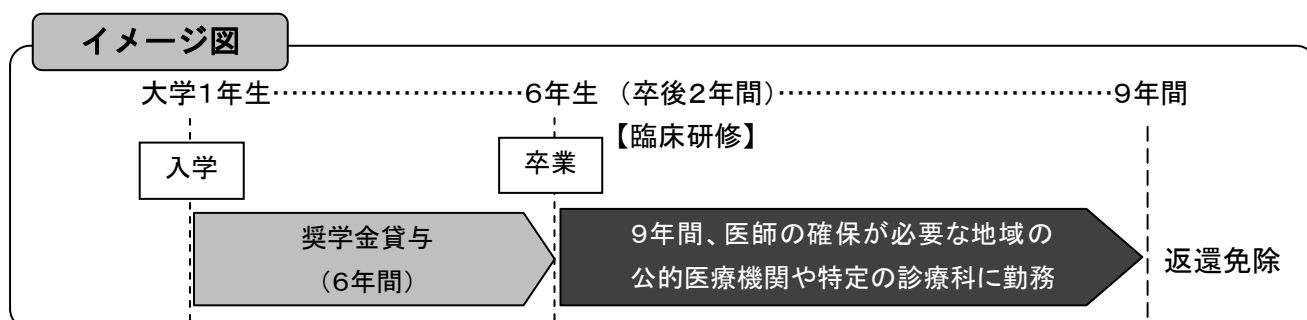 イメージ図
大学1年生‥‥‥‥‥‥‥‥‥6年生 (卒後2年間)‥‥‥‥‥‥‥‥‥‥‥‥9年間
【臨床研修】
入学
卒業
奨学金貸与
(6年間)
9年間、医師の確保が必要な地域の
公的医療機関や特定の診療科に勤務
返還免除